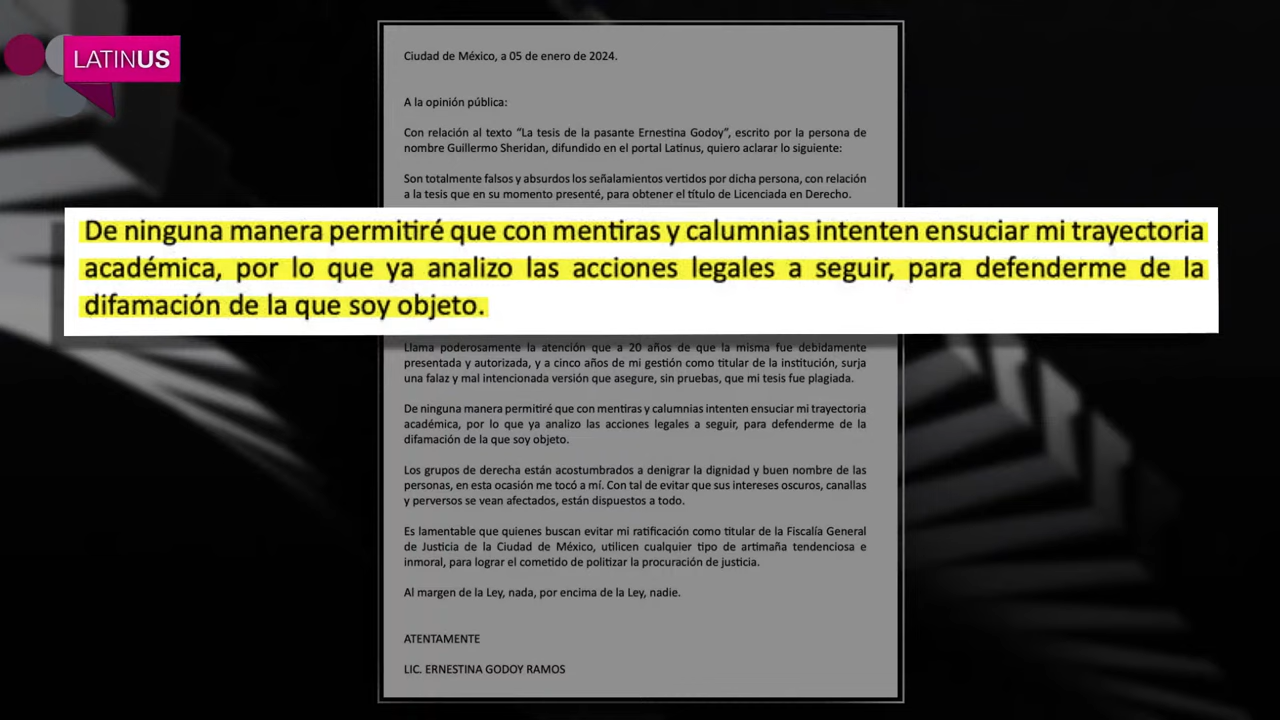 LATINUS
Ciudad de México, a 05 de enero de 2024.
A la opinión pública:
Con relación al texto “La tesis de la pasante Ernestina Godoy”, escrito por la persona de
nombre Guillermo Sheridan, difundido en el portal Latinus, quiero aclarar lo siguiente:
Son totalmente falsos y absurdos los señalamientos vertidos por dicha persona, con relación
a la tesis que en su momento presenté, para obtener el título de Licenciada en Derecho.
De ninguna manera permitiré que con mentiras y calumnias intenten ensuciar mi trayectoria
académica, por lo que ya analizo las acciones legales a seguir, para defenderme de la
difamación de la que soy objeto.
Llama poderosamente la atención que a 20 años de que la misma fue debidamente
presentada y autorizada, y a cinco años de mi gestión como titular de la institución, surja
una falaz y mal intencionada versión que asegure, sin pruebas, que mi tesis fue plagiada.
De ninguna manera permitiré que con mentiras y calumnias intenten ensuciar mi trayectoria
académica, por lo que ya analizo las acciones legales a seguir, para defenderme de la
difamación de la que soy objeto.
Los grupos de derecha están acostumbrados a denigrar la dignidad y buen nombre de las
personas, en esta ocasión me tocó a mí. Con tal de evitar que sus intereses oscuros, canallas
y perversos se vean afectados, están dispuestos a todo.
Es lamentable que quienes buscan evitar mi ratificación como titular de la Fiscalía General
de Justicia de la Ciudad de México, utilicen cualquier tipo de artimaña tendenciosa e
inmoral, para lograr el cometido de politizar la procuración de justicia.
Al margen de la Ley, nada, por encima de la Ley, nadie.
ATENTAMENTE
LIC. ERNESTINA GODOY RAMOS